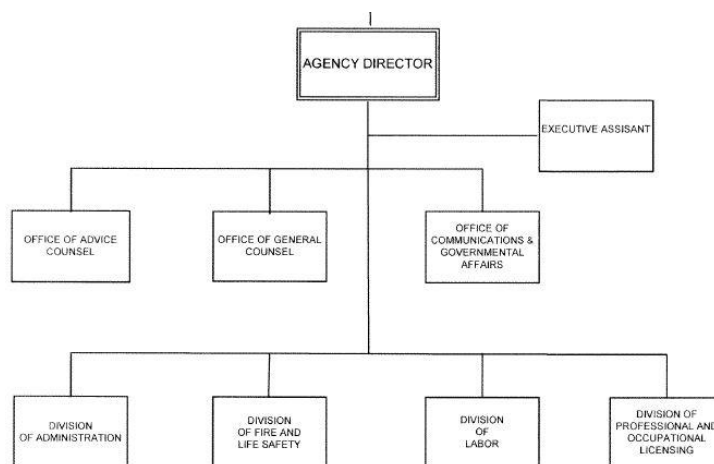 AGENCY DIRECTOR
EXECUTIVE ASSISANT
OFFICE OF ADVICE
COUNSEL
OFFICE OF GENERAL
COUNSEL
OFFICE OF
COMMUNICATIONS &
GOVERNMENTAL
AFFAIRS
DIVISION
OF ADMINISTRATION
DIVISION
OF FIRE AND
LIFE SAFETY
DIVISION
OF
LABOR
DIVISION OF
PROFESSIONAL AND
OCCUPATIONAL
LICENSING